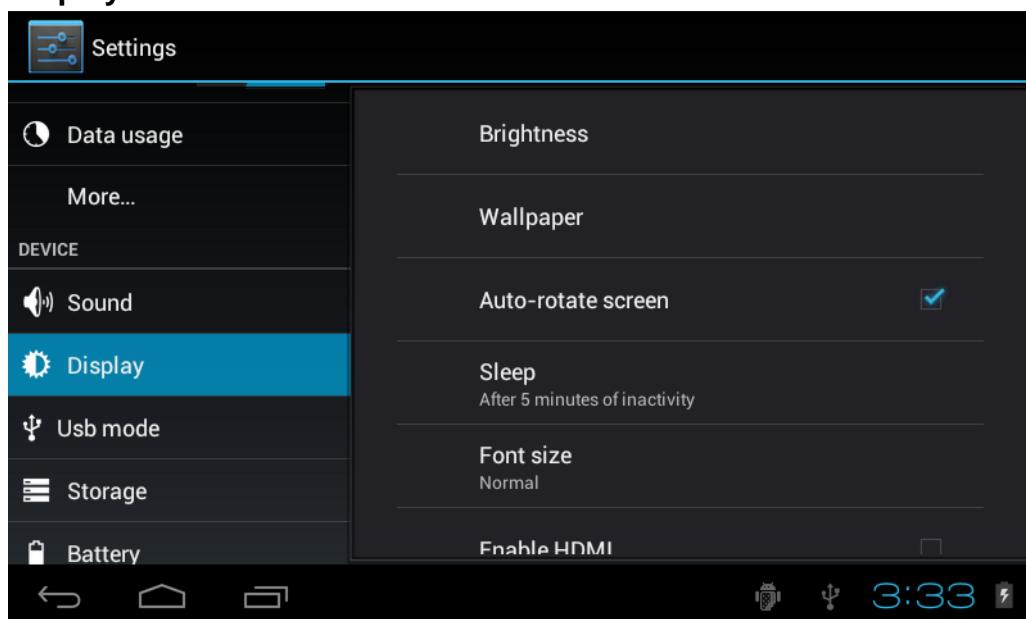 Settings
Data usage
More...
DEVICE
Sound
Display
Usb mode
Storage
Battery
Brightness
Wallpaper
Auto-rotate screen
Sleep
After 5 minutes of inactivity
Font size
Normal
Enable HDMI
3:33